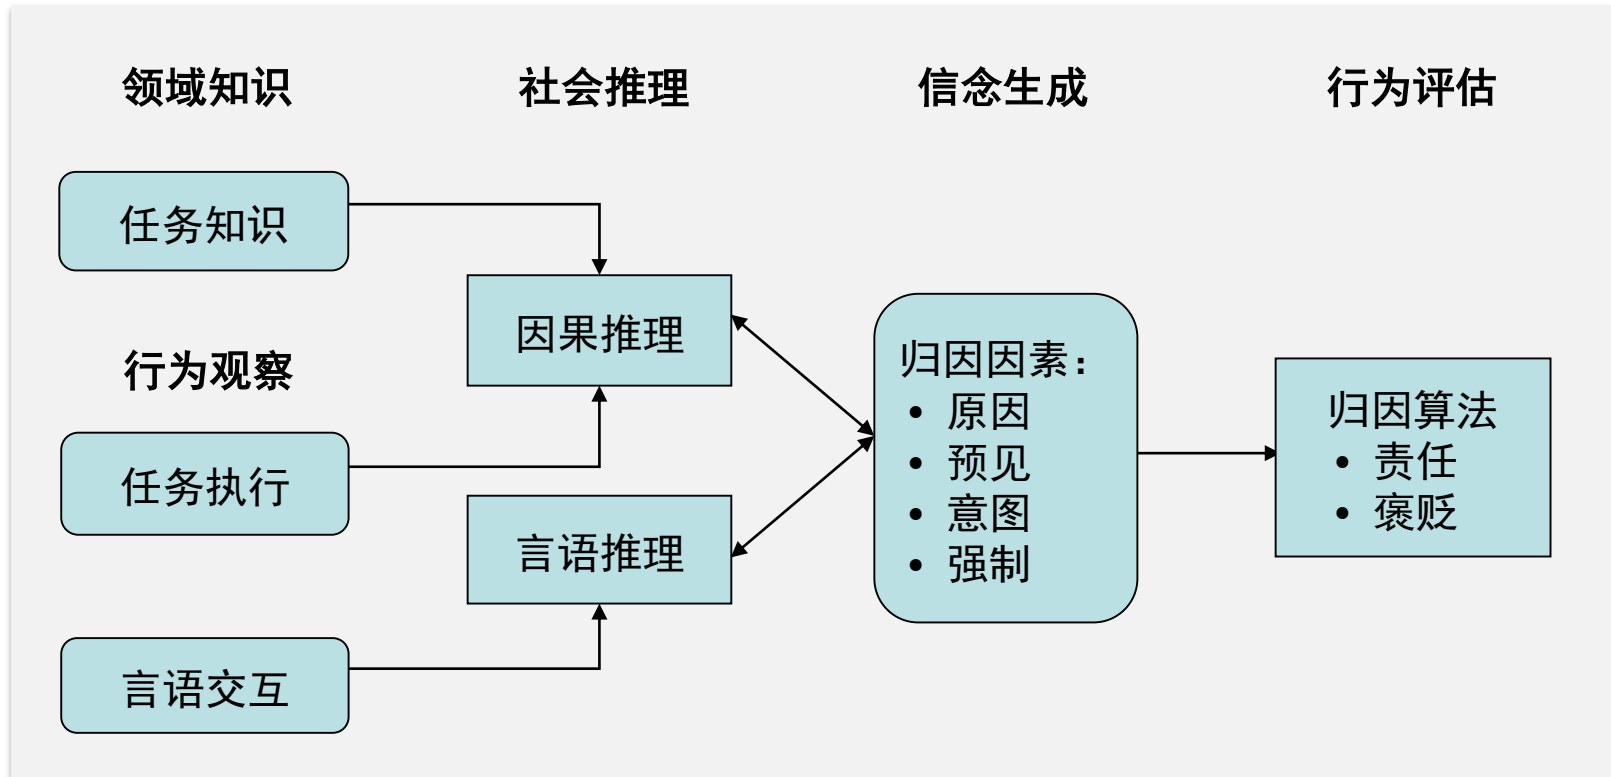 领域知识
社会推理
信念生成
行为评估
任务知识
因果推理
行为观察
任务执行
言语推理
言语交互
归因因素：
• 原因
• 预见
• 意图
• 强制
归因算法
• 责任
• 褒贬